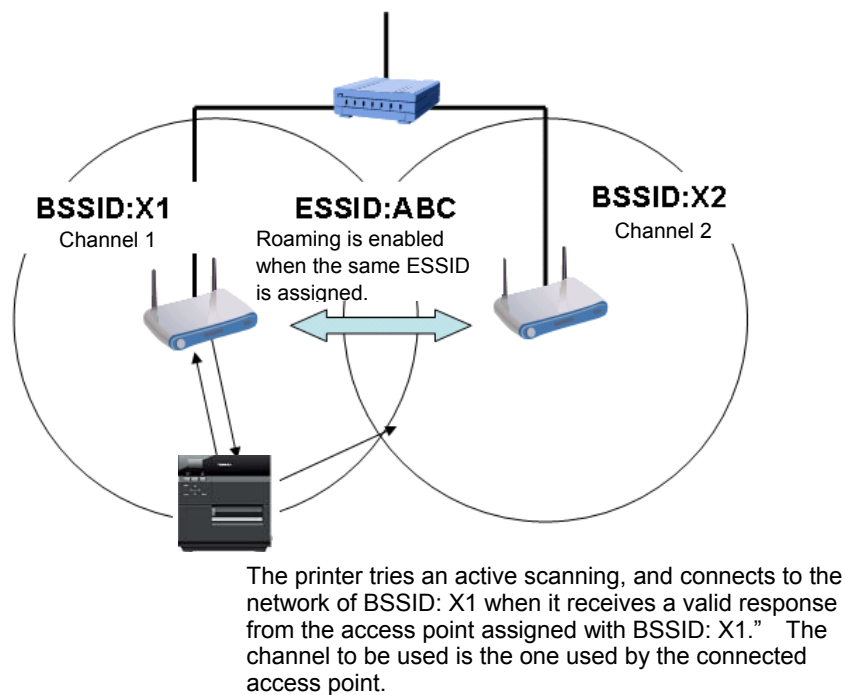 BSSID:X1
Channel 1
ESSID:ABC
Roaming is enabled
when the same ESSID
is assigned.
BSSID:X2
Channel 2
The printer tries an active scanning, and connects to the
network of BSSID: X1 when it receives a valid response
from the access point assigned with BSSID: X1.” The
channel to be used is the one used by the connected
access point.